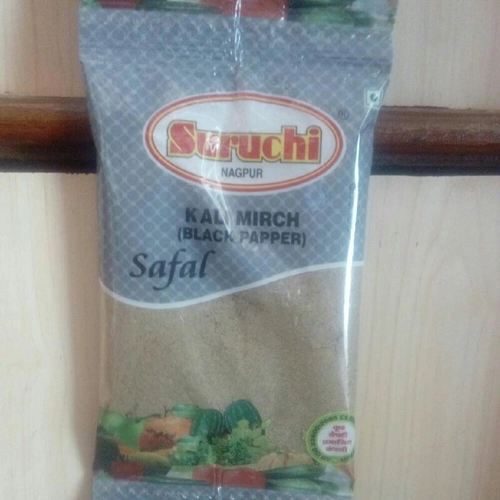 Suruchi
®
NAGPUR
KALI MIRCH
(BLACK PAPPER)
Safal